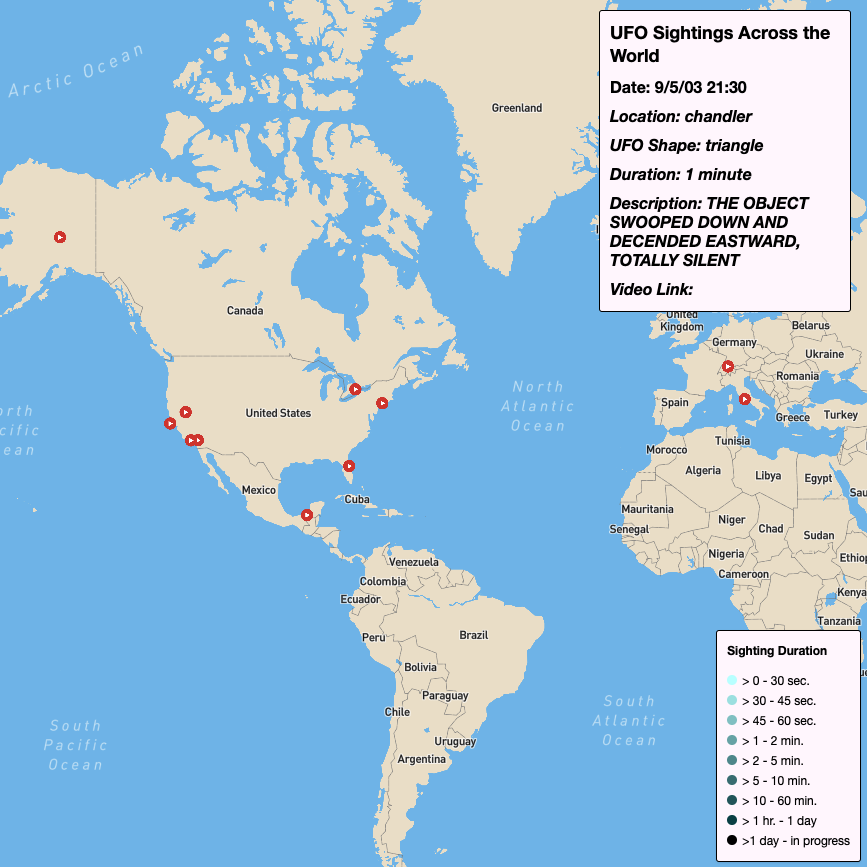 UFO Sightings Across the
World
Date: 9/5/03 21:30
Location: chandler
UFO Shape: triangle
Duration: 1 minute
Description: THE OBJECT
SWOOPED DOWN AND
DECENDED EASTWARD,
TOTALLY SILENT
Video Link:
Arctic Ocean
Greenland
Canada
United
Kingdom
Belarus
Germany
Ukraine
Romania
North
Atlantic
Ocean
United States
Spain
Greece
Turkey
Tunisia
Morocco
Algeria
Libya
Egypt
Mexico
Cuba
Mauritania
Senegal
Niger
Chad
Sudan
Nigeria
Cameroon
Kenya
Tanzania
Venezuela
Colombia
Ecuador
Peru
Brazil
Bolivia
Paraguay
Chile
Uruguay
Argentina
South
Pacific
Ocean
South
Atlantic
Ocean
Sighting Duration
> 0 - 30 sec.
> 30 - 45 sec.
> 45 - 60 sec.
> 1 - 2 min.
> 2 - 5 min.
> 5 - 10 min.
> 10 - 60 min.
> 1 hr. - 1 day
>1 day - in progress